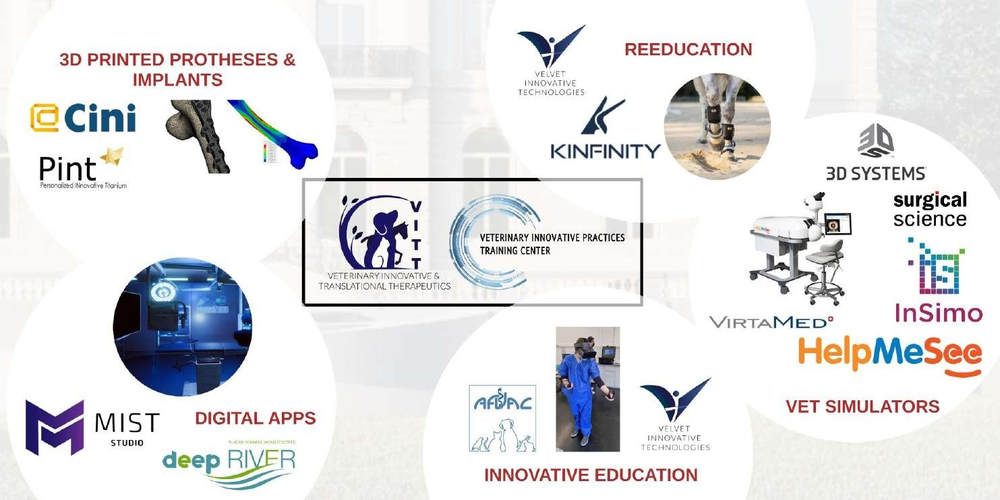 3D PRINTED PROTHESES &
IMPLANTS
Cini
Pint
Personalized INnovative Titanium
VELVET
INNOVATIVE
TECHNOLOGIES
REEDUCATION
KINFINITY
3D SYSTEMS
surgical
science
HelpMeSee
InSimo
VIRTAMED
HelpMeSee
VET SIMULATORS
VITT
VETERINARY INNOVATIVE &
TRANSLATIONAL THERAPEUTICS
VETERINARY INNOVATIVE PRACTICES
TRAINING CENTER
MIST
STUDIO
DIGITAL APPS
deep RIVER
AFVAC
VELVET
INNOVATIVE
TECHNOLOGIES
INNOVATIVE EDUCATION